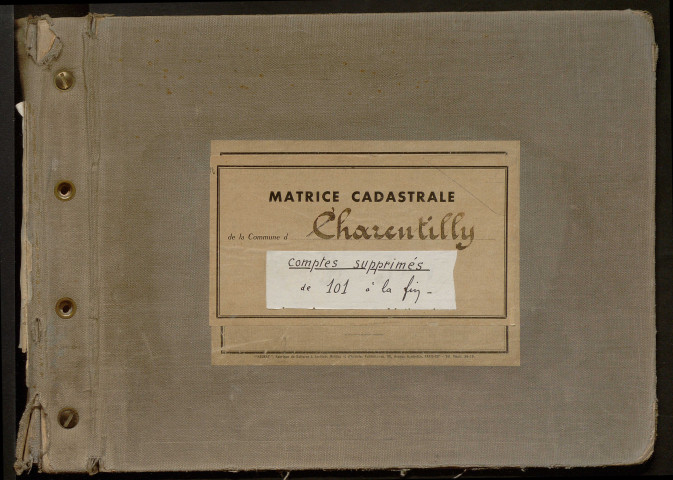 MATRICE CADASTRALE
de la Commune d Charentilly
comptes supprimés
de 101 à la fin -